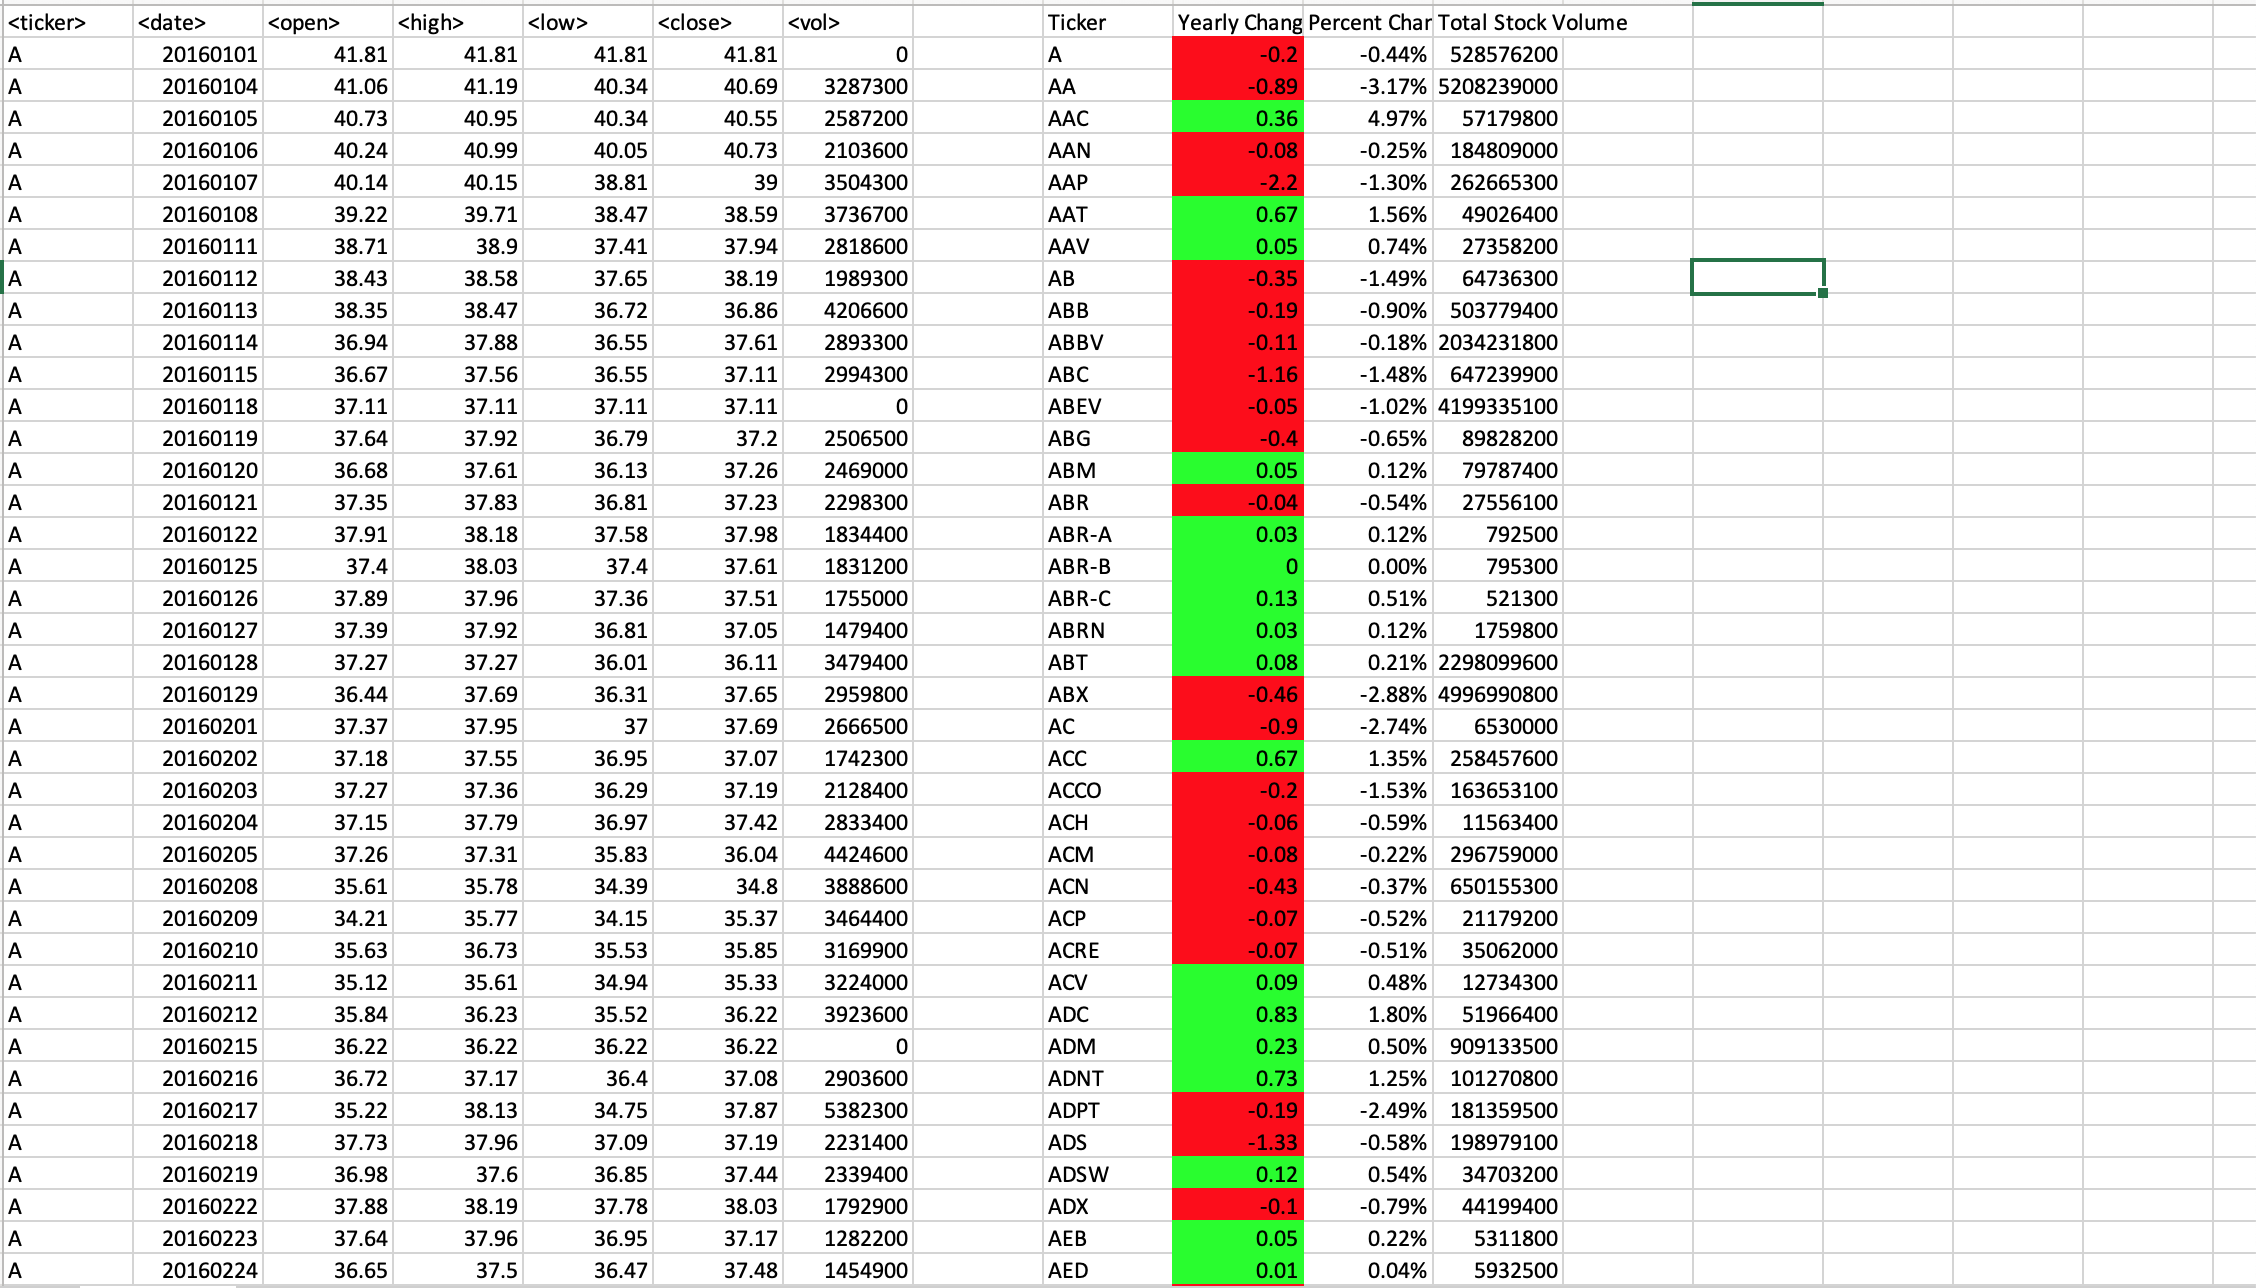 <ticker> <date> <open> <high> <low> <close> <vol> Ticker Yearly Chang Percent Char Total Stock Volume
A 20160101 41.81 41.81 41.81 41.81 0 A -0.2 -0.44% 528576200
A 20160104 41.06 41.19 40.34 40.69 3287300 AA -0.89 -3.17% 5208239000
A 20160105 40.73 40.95 40.34 40.55 2587200 AAC 0.36 4.97% 57179800
A 20160106 40.24 40.99 40.05 40.73 2103600 AAN -0.08 -0.25% 184809000
A 20160107 40.14 40.15 38.81 39 3504300 AAP -2.2 -1.30% 262665300
A 20160108 39.22 39.71 38.47 38.59 3736700 AAT 0.67 1.56% 49026400
A 20160111 38.71 38.9 37.41 37.94 2818600 AAV 0.05 0.74% 27358200
A 20160112 38.43 38.58 37.65 38.19 1989300 AB -0.35 -1.49% 64736300
A 20160113 38.35 38.47 36.72 36.86 4206600 ABB -0.19 -0.90% 503779400
A 20160114 36.94 37.88 36.55 37.61 2893300 ABBV -0.11 -0.18% 2034231800
A 20160115 36.67 37.56 36.55 37.11 2994300 ABC -1.16 -1.48% 647239900
A 20160118 37.11 37.11 37.11 37.11 0 ABEV -0.05 -1.02% 4199335100
A 20160119 37.64 37.92 36.79 37.2 2506500 ABG -0.4 -0.65% 89828200
A 20160120 36.68 37.61 36.13 37.26 2469000 ABM 0.05 0.12% 79787400
A 20160121 37.35 37.83 36.81 37.23 2298300 ABR -0.04 -0.54% 27556100
A 20160122 37.91 38.18 37.58 37.98 1834400 ABR-A 0.03 0.12% 792500
A 20160125 37.4 38.03 37.4 37.61 1831200 ABR-B 0 0.00% 795300
A 20160126 37.89 37.96 37.36 37.51 1755000 ABR-C 0.13 0.51% 521300
A 20160127 37.39 37.92 36.81 37.05 1479400 ABRN 0.03 0.12% 1759800
A 20160128 37.27 37.27 36.01 36.11 3479400 ABT 0.08 0.21% 2298099600
A 20160129 36.44 37.69 36.31 37.65 2959800 ABX -0.46 -2.88% 4996990800
A 20160201 37.37 37.95 37 37.69 2666500 AC -0.9 -2.74% 6530000
A 20160202 37.18 37.55 36.95 37.07 1742300 ACC 0.67 1.35% 258457600
A 20160203 37.27 37.36 36.29 37.19 2128400 ACCO -0.2 -1.53% 163653100
A 20160204 37.15 37.79 36.97 37.42 2833400 ACH -0.06 -0.59% 11563400
A 20160205 37.26 37.31 35.83 36.04 4424600 ACM -0.08 -0.22% 296759000
A 20160208 35.61 35.78 34.39 34.8 3888600 ACN -0.43 -0.37% 650155300
A 20160209 34.21 35.77 34.15 35.37 3464400 ACP -0.07 -0.52% 21179200
A 20160210 35.63 36.73 35.53 35.85 3169900 ACRE -0.07 -0.51% 35062000
A 20160211 35.12 35.61 34.94 35.33 3224000 ACV 0.09 0.48% 12734300
A 20160212 35.84 36.23 35.52 36.22 3923600 ADC 0.83 1.80% 51966400
A 20160215 36.22 36.22 36.22 36.22 0 ADM 0.23 0.50% 909133500
A 20160216 36.72 37.17 36.4 37.08 2903600 ADNT 0.73 1.25% 101270800
A 20160217 35.22 38.13 34.75 37.87 5382300 ADPT -0.19 -2.49% 181359500
A 20160218 37.73 37.96 37.09 37.19 2231400 ADS -1.33 -0.58% 198979100
A 20160219 36.98 37.6 36.85 37.44 2339400 ADSW 0.12 0.54% 34703200
A 20160222 37.88 38.19 37.78 38.03 1792900 ADX -0.1 -0.79% 44199400
A 20160223 37.64 37.96 36.95 37.17 1282200 AEB 0.05 0.22% 5311800
A 20160224 36.65 37.5 36.47 37.48 1454900 AED 0.01 0.04% 5932500